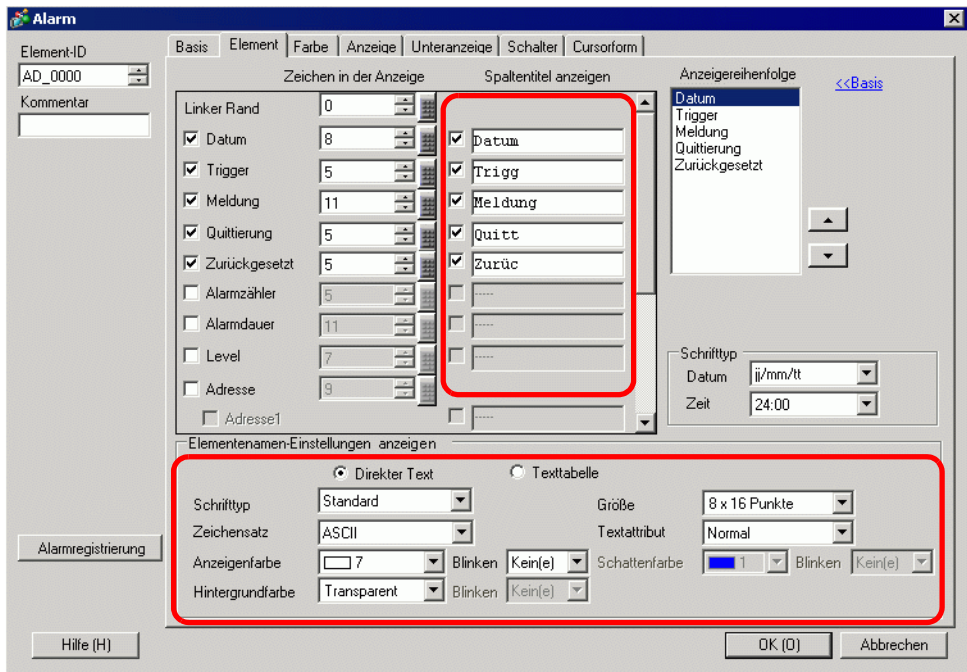 Alarm
Element-ID
AD_0000
Kommentar
Alarmregistrierung
Basis Element Farbe Anzeige Unteranzeige Schalter Cursorform
Zeichen in der Anzeige Spaltentitel anzeigen
Linker Rand 0
Datum 8 Datum
Trigger 5 Trigg
Meldung 11 Meldung
Quittierung 5 Quitt
Zurückgesetzt 5 Zurüc
Alarmzähler 5 -----
Alarmdauer 11 -----
Level 7 -----
Adresse 9
Adresse1 -----
Anzeigereihenfolge
<<Basis
Datum
Trigger
Meldung
Quittierung
Zurückgesetzt
Schrifttyp
Datum jj/mm/tt
Zeit 24:00
Elementenamen-Einstellungen anzeigen
Direkter Text Texttabelle
Schrifttyp Standard Größe 8 x 16 Punkte
Zeichensatz ASCII Textattribut Normal
Anzeigenfarbe 7 Blinken Kein(e) Schattenfarbe 1 Blinken Kein(e)
Hintergrundfarbe Transparent Blinken Kein(e)
Hilfe (H) OK (O) Abbrechen